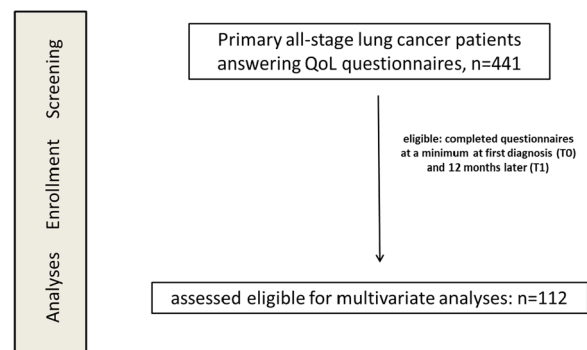 Screening
Enrollment
Analyses
Primary all-stage lung cancer patients
answering QoL questionnaires, n=441
eligible: completed questionnaires
at a minimum at first diagnosis (T0)
and 12 months later (T1)
assessed eligible for multivariate analyses: n=112